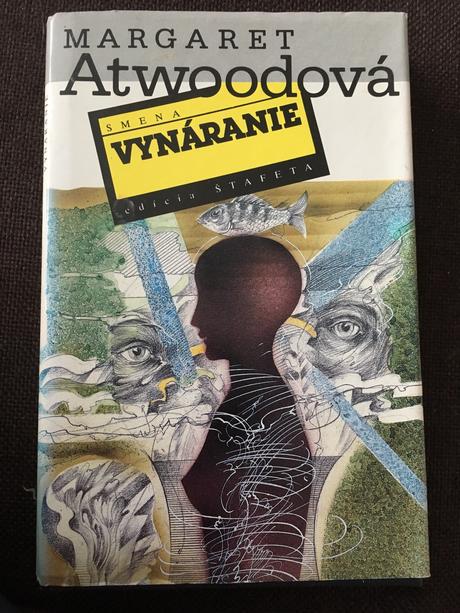 MARGARET
Atwoodová
SMENA
VYNÁRANIE
edícia ŠTAFETA